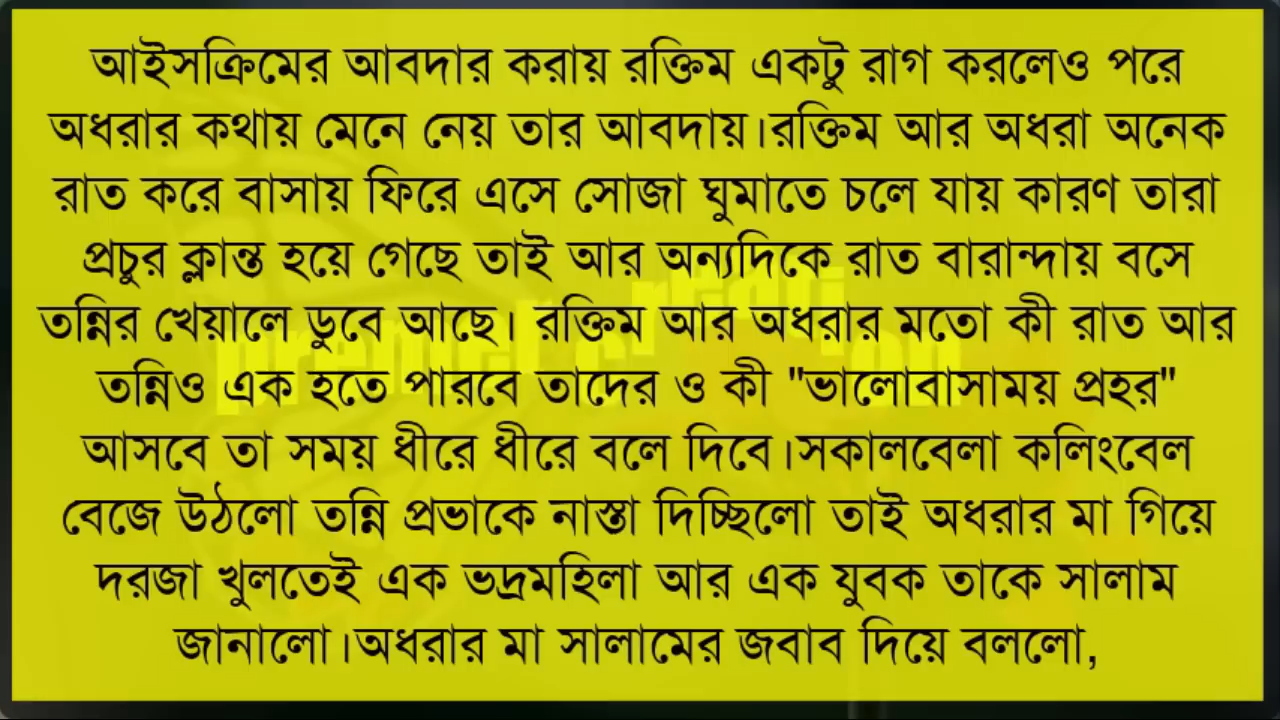 আইসক্রিমের আবদার করায় রক্তিম একটু রাগ করলেও পরে
অধরার কথায় মেনে নেয় তার আবদায়।রক্তিম আর অধরা অনেক
রাত করে বাসায় ফিরে এসে সোজা ঘুমাতে চলে যায় কারণ তারা
প্রচুর ক্লান্ত হয়ে গেছে তাই আর অন্যদিকে রাত বারান্দায় বসে
তন্নির খেয়ালে ডুবে আছে। রক্তিম আর অধরার মতো কী রাত আর
তন্নিও এক হতে পারবে তাদের ও কী "ভালোবাসাময় প্রহর"
আসবে তা সময় ধীরে ধীরে বলে দিবে।সকালবেলা কলিংবেল
বেজে উঠলো তন্নি প্রভাকে নাস্তা দিচ্ছিলো তাই অধরার মা গিয়ে
দরজা খুলতেই এক ভদ্রমহিলা আর এক যুবক তাকে সালাম
জানালো।অধরার মা সালামের জবাব দিয়ে বললো,